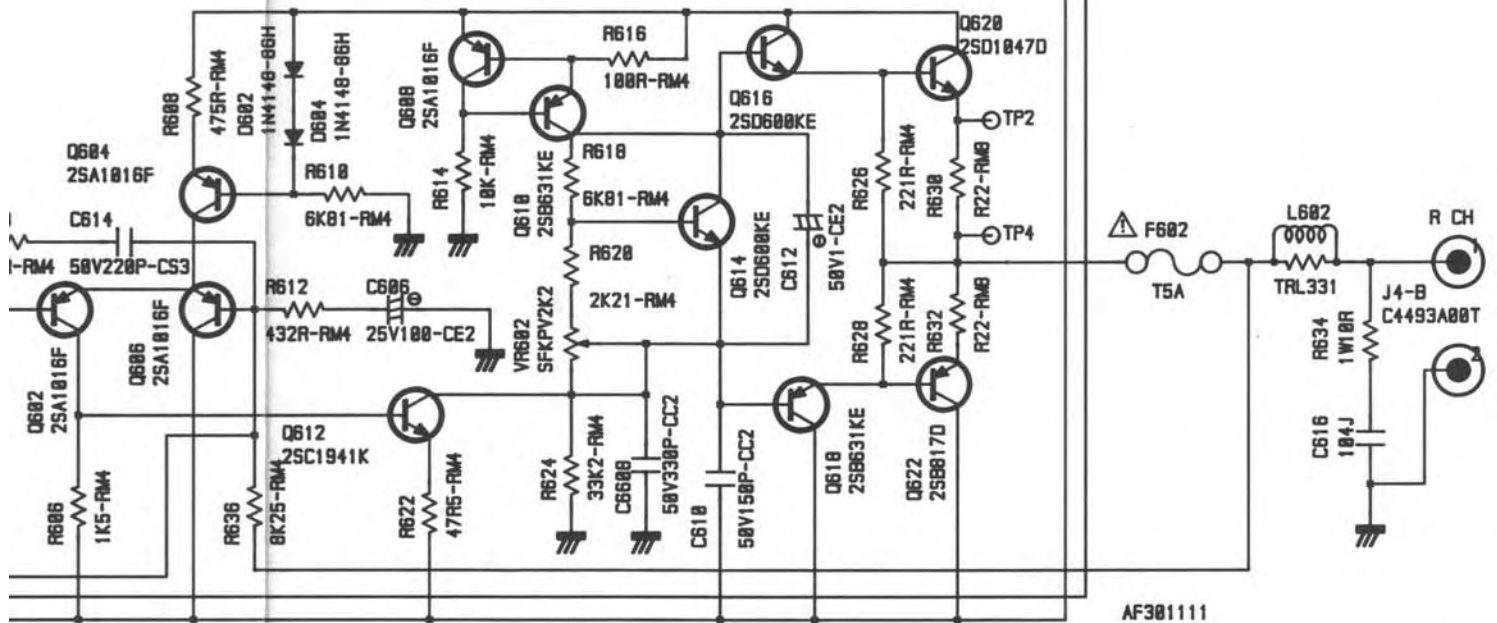 R608
475R-RM4
D602
1N4148-86H
D604
1N4148-86H
Q608
2SA1016F
R616
100R-RM4
Q616
2SD600KE
Q620
2SD1047D
TP2
Q604
2SA1016F
R610
6K81-RM4
R614
10K-RM4
Q610
2SB631KE
R618
6K81-RM4
R620
2K21-RM4
Q614
2SD600KE
C612
50V1-CE2
R626
221R-RM4
R630
R22-RM8
TP4
F602
T5A
L602
TRL331
R CH
1
J4-B
C4493A00T
2
C614
-RM4
50V220P-CS3
R612
432R-RM4
C606
25V100-CE2
VR602
SFKPV2K2
R628
221R-RM4
R632
R22-RM8
R634
1W10R
C616
104J
Q602
2SA1016F
Q606
2SA1016F
Q612
2SC1941K
R606
1K5-RM4
R636
8K25-RM4
R622
47R5-RM4
R624
33K2-RM4
C6608
50V330P-CC2
C610
50V150P-CC2
Q618
2SB631KE
Q622
2SB817D
AF301111